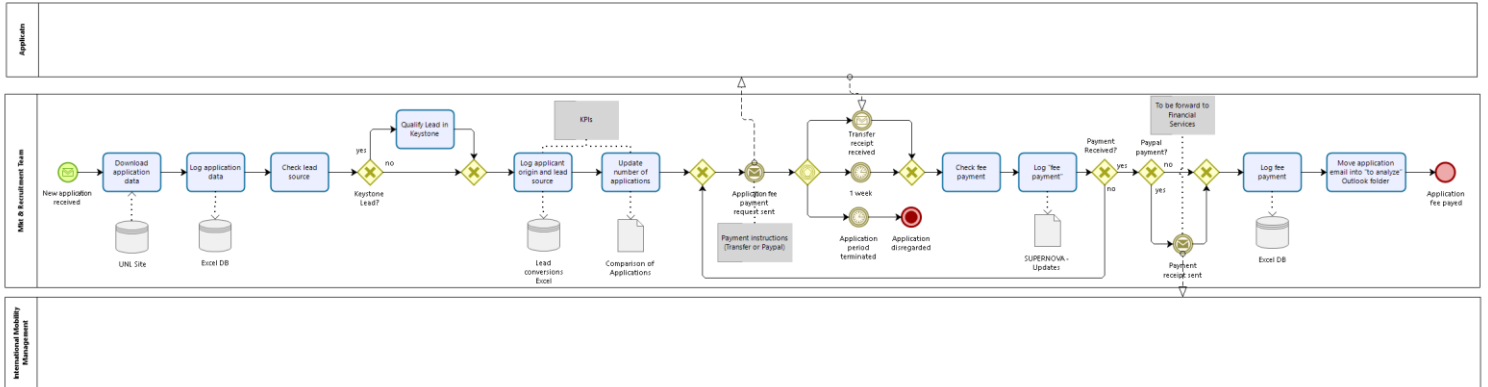 Applicatn
Mkt & Recruitment Team
New application
received
Download
application
data
UNL Site
Log application
data
Excel DB
Check lead
source
Keystone
Lead?
yes
no
Qualify Lead in
Keystone
KPIs
Log applicant
origin and lead
source
Lead
conversions
Excel
Update
number of
applications
Comparison of
Applications
Application fee
payment
request sent
Payment instructions
(Transfer or Paypal)
Transfer
receipt
received
1 week
Application
period
terminated
Application
disregarded
Check fee
payment
Log "fee
payment"
SUPERNOVA -
Updates
Payment
Received?
yes
no
Paypal
payment?
no
yes
To be forward to
Financial
Services
Payment
receipt sent
Log fee
payment
Excel DB
Move application
email into "to analyze"
Outlook folder
Application
fee payed
International Mobility
Management